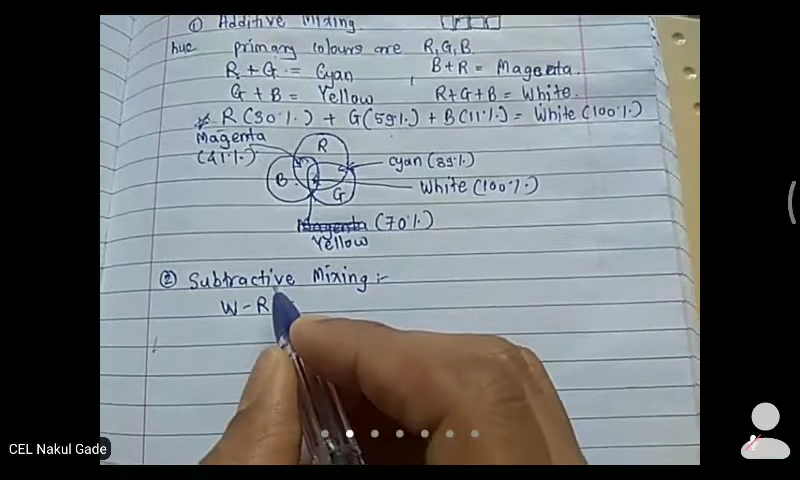 ① Additive Mixing
hue primary colours are R, G, B.
R + G = Cyan B+R = Magenta.
G + B = Yellow R+G+B = White.
* R (30%) + G(59%) + B(11%) = White (100%)
Magenta R
(41%) cyan (89%)
B White (100%)
G
(70%)
Yellow
② Subtractive Mixing :-
W - R
CEL Nakul Gade